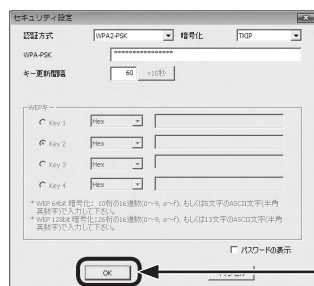 セキュリティ設定
認証方式 WPA2-PSK 暗号化 TKIP
WPA-PSK ****************
キー更新間隔 60 ×10秒
WEPキー
Key 1 Hex
Key 2 Hex
Key 3 Hex
Key 4 Hex
* WEP 64bit 暗号化: 10桁の16進数(0~9, a~f)、もしくは5文字のASCII文字(半角
英数字)で入力して下さい。
* WEP 128bit 暗号化:26桁の16進数(0~9, a~f)、もしくは13文字のASCII文字(半角
英数字)で入力して下さい。
パスワードの表示
OK